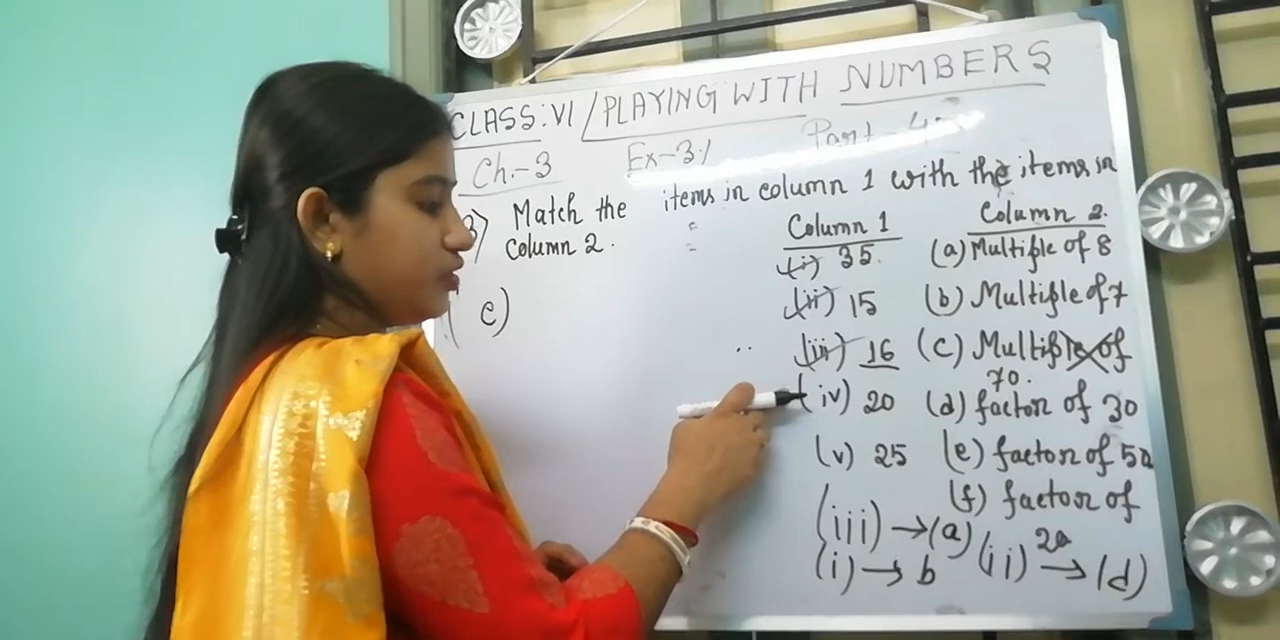 CLASS: VI / PLAYING WITH NUMBERS
Ch.-3 Ex-3.1 Part-
3) Match the items in column 1 with the items in
column 2.
Column 1 Column 2.
(i) 35. (a) Multiple of 8
(ii) 15 (b) Multiple of 7
(iii) 16 (c) Multiple of
70.
(iv) 20 (d) factor of 30
(v) 25 (e) factor of 50
(f) factor of
20
e)
(iii) → (a)
(i) → b (ii) → (d)